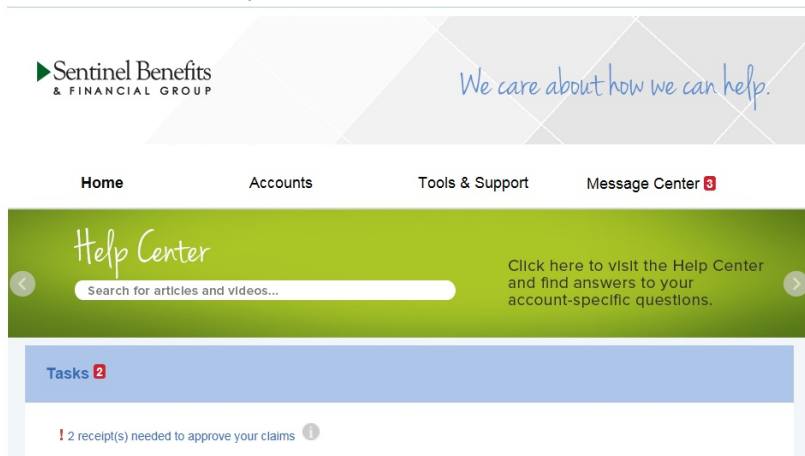 Sentinel Benefits
& FINANCIAL GROUP
We care about how we can help.
Home Accounts Tools & Support Message Center 3
Help Center
Search for articles and videos...
Click here to visit the Help Center
and find answers to your
account-specific questions.
Tasks 2
! 2 receipt(s) needed to approve your claims i